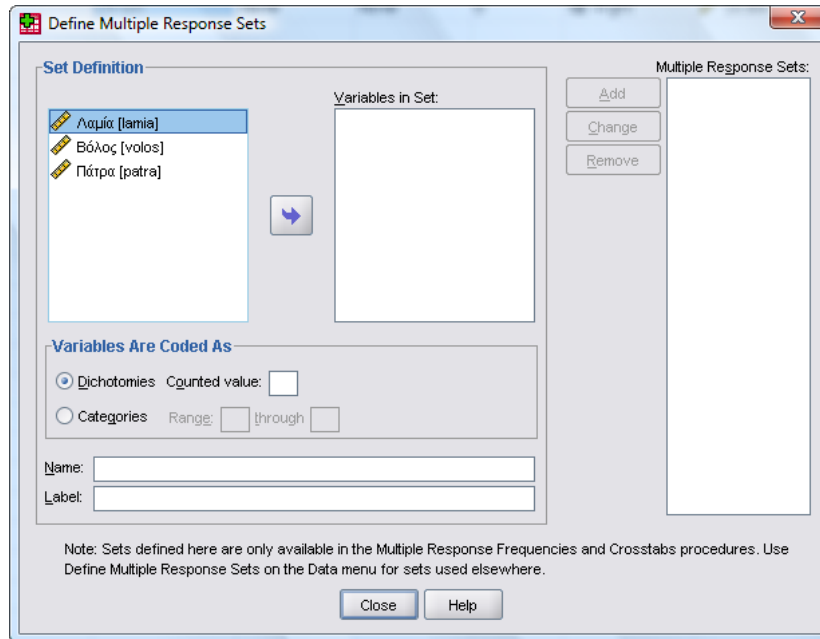 Define Multiple Response Sets
Set Definition
Λαμία [lamia]
Βόλος [volos]
Πάτρα [patra]
Variables in Set:
Variables Are Coded As
Dichotomies Counted value:
Categories Range: through
Name:
Label:
Multiple Response Sets:
Add
Change
Remove
Note: Sets defined here are only available in the Multiple Response Frequencies and Crosstabs procedures. Use
Define Multiple Response Sets on the Data menu for sets used elsewhere.
Close Help